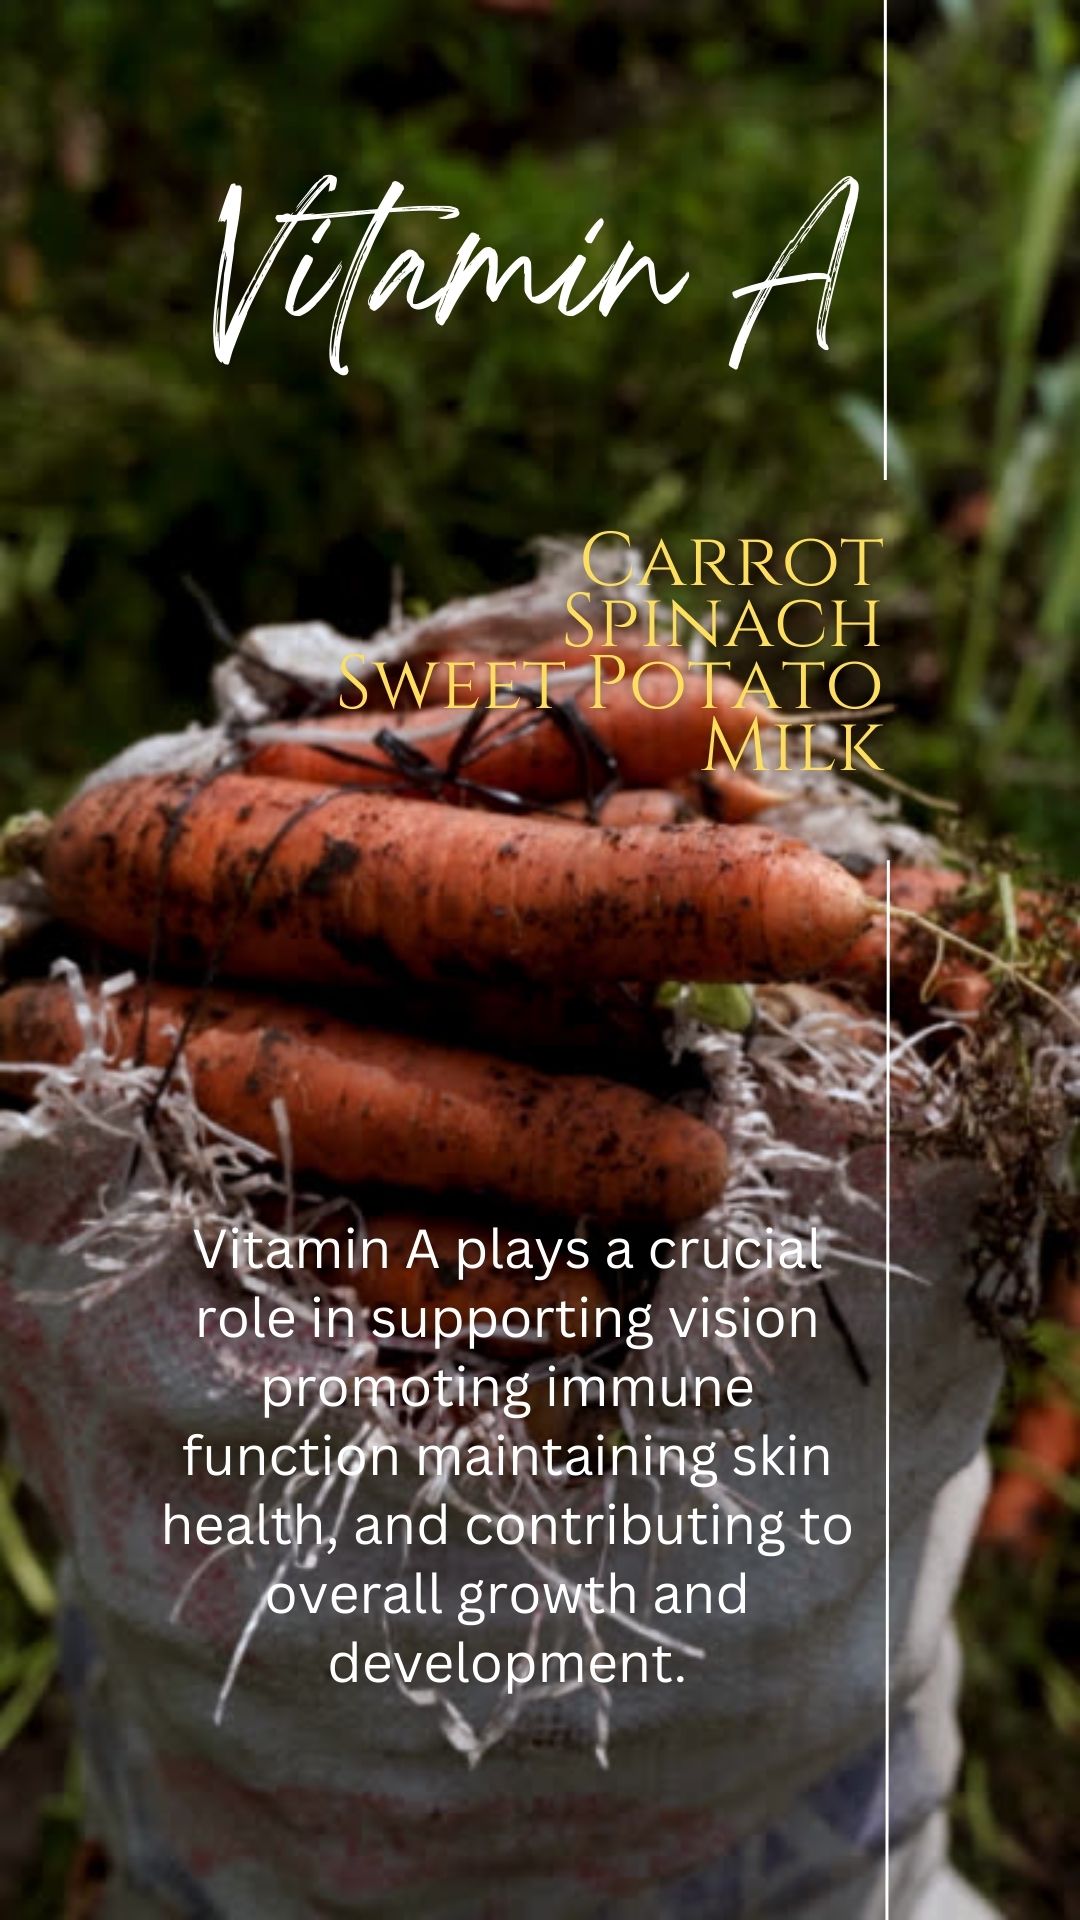 Vitamin A
Carrot
Spinach
Sweet Potato
Milk
Vitamin A plays a crucial
role in supporting vision
promoting immune
function maintaining skin
health, and contributing to
overall growth and
development.